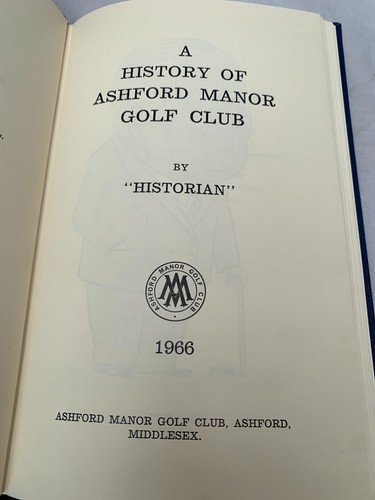 A
HISTORY OF
ASHFORD MANOR
GOLF CLUB
BY
"HISTORIAN"
ASHFORD MANOR GOLF CLUB
AM
1966
ASHFORD MANOR GOLF CLUB, ASHFORD,
MIDDLESEX.